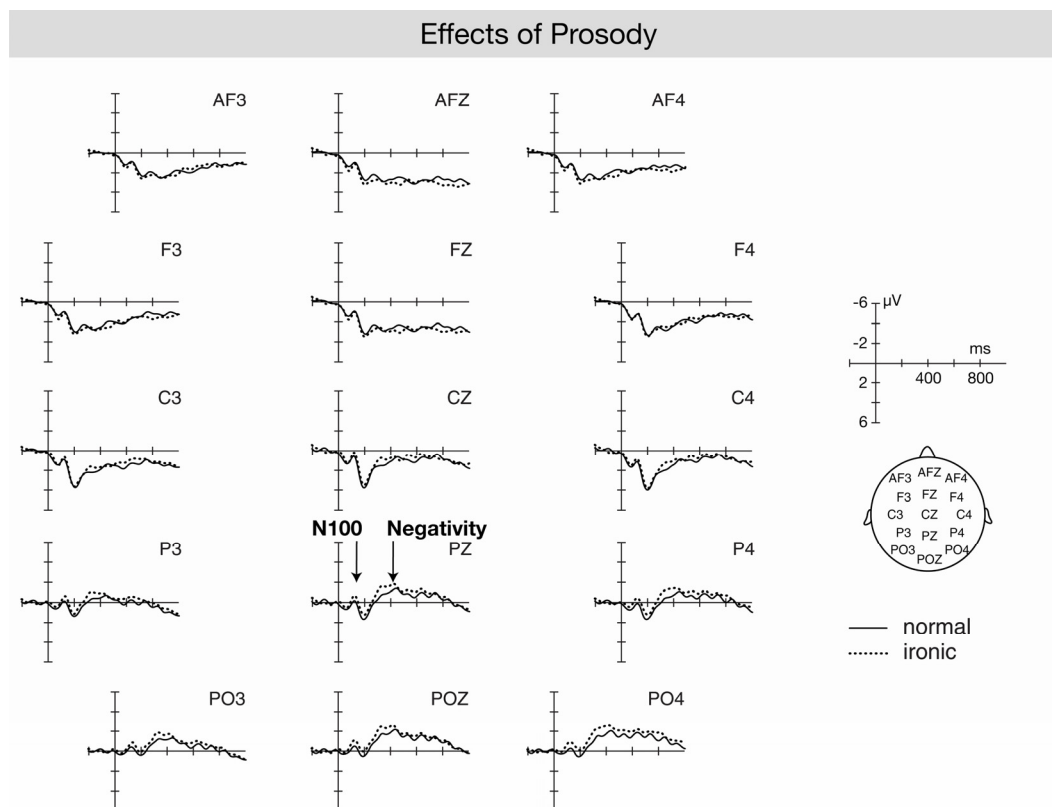 Effects of Prosody
AF3 AFZ AF4
F3 FZ F4
-6 µV
-2
ms
400 800
2
6
C3 CZ C4
AF3 AFZ AF4
F3 FZ F4
C3 CZ C4
P3 PZ P4
PO3 POZ PO4
N100 Negativity
P3 PZ P4
normal
ironic
PO3 POZ PO4